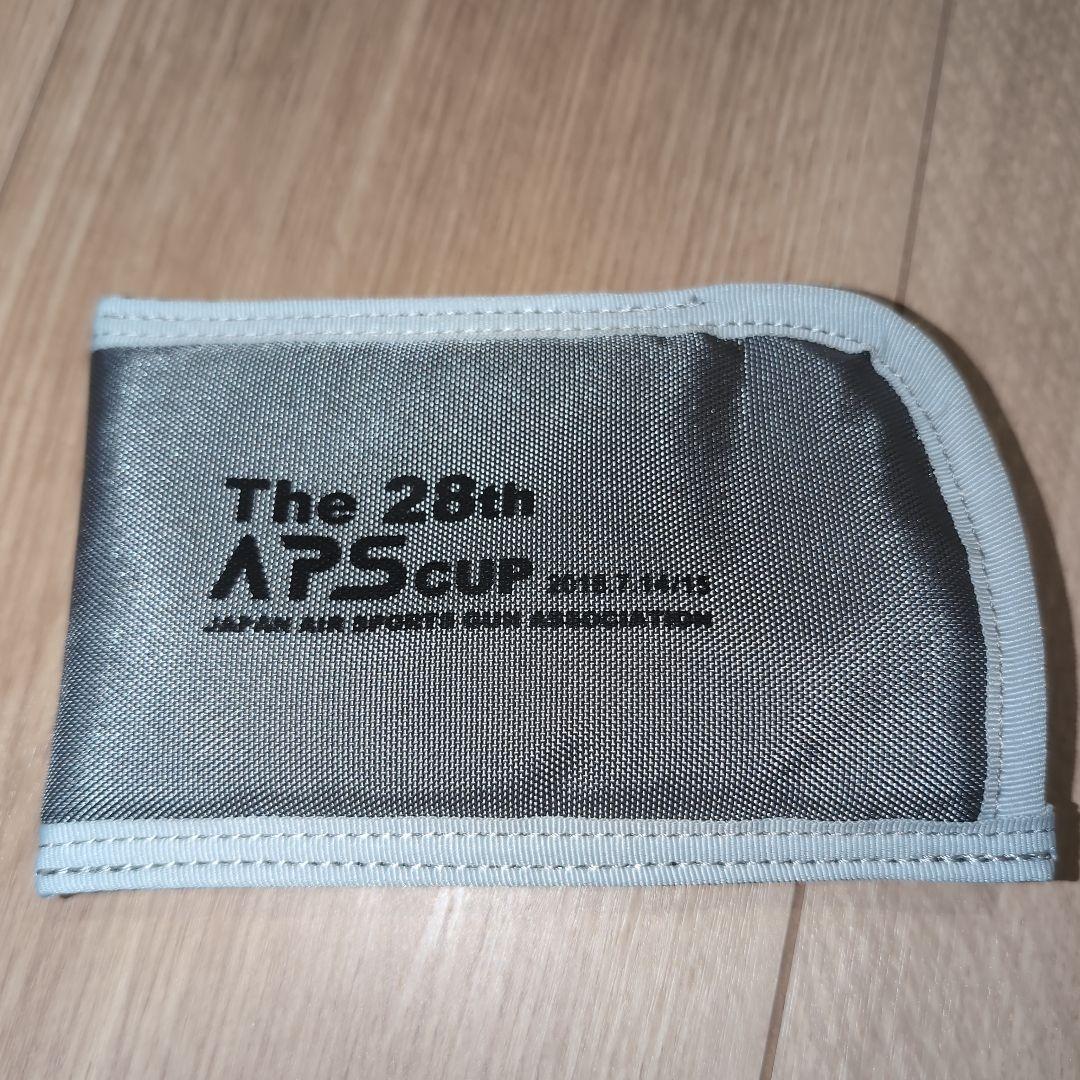 The 28th
APS CUP 2018.7.14/15
JAPAN AIR SPORTS GUN ASSOCIATION